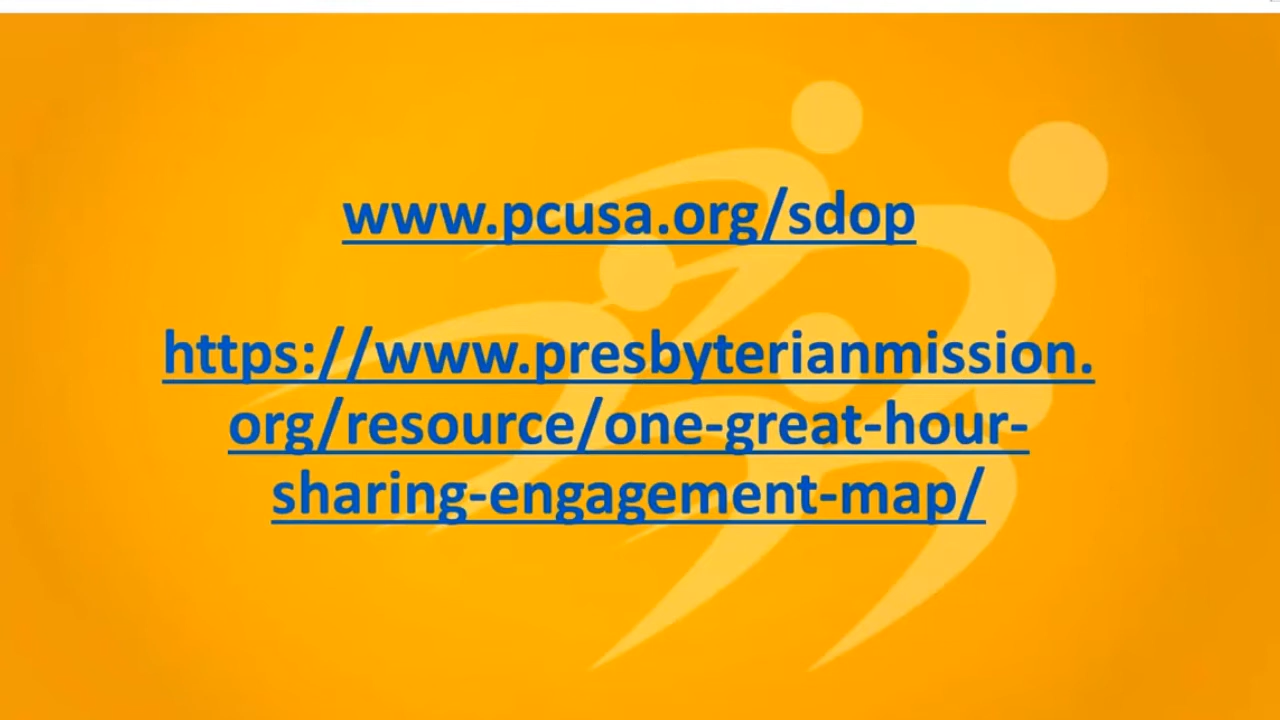 www.pcusa.org/sdop
https://www.presbyterianmission.
org/resource/one-great-hour-
sharing-engagement-map/